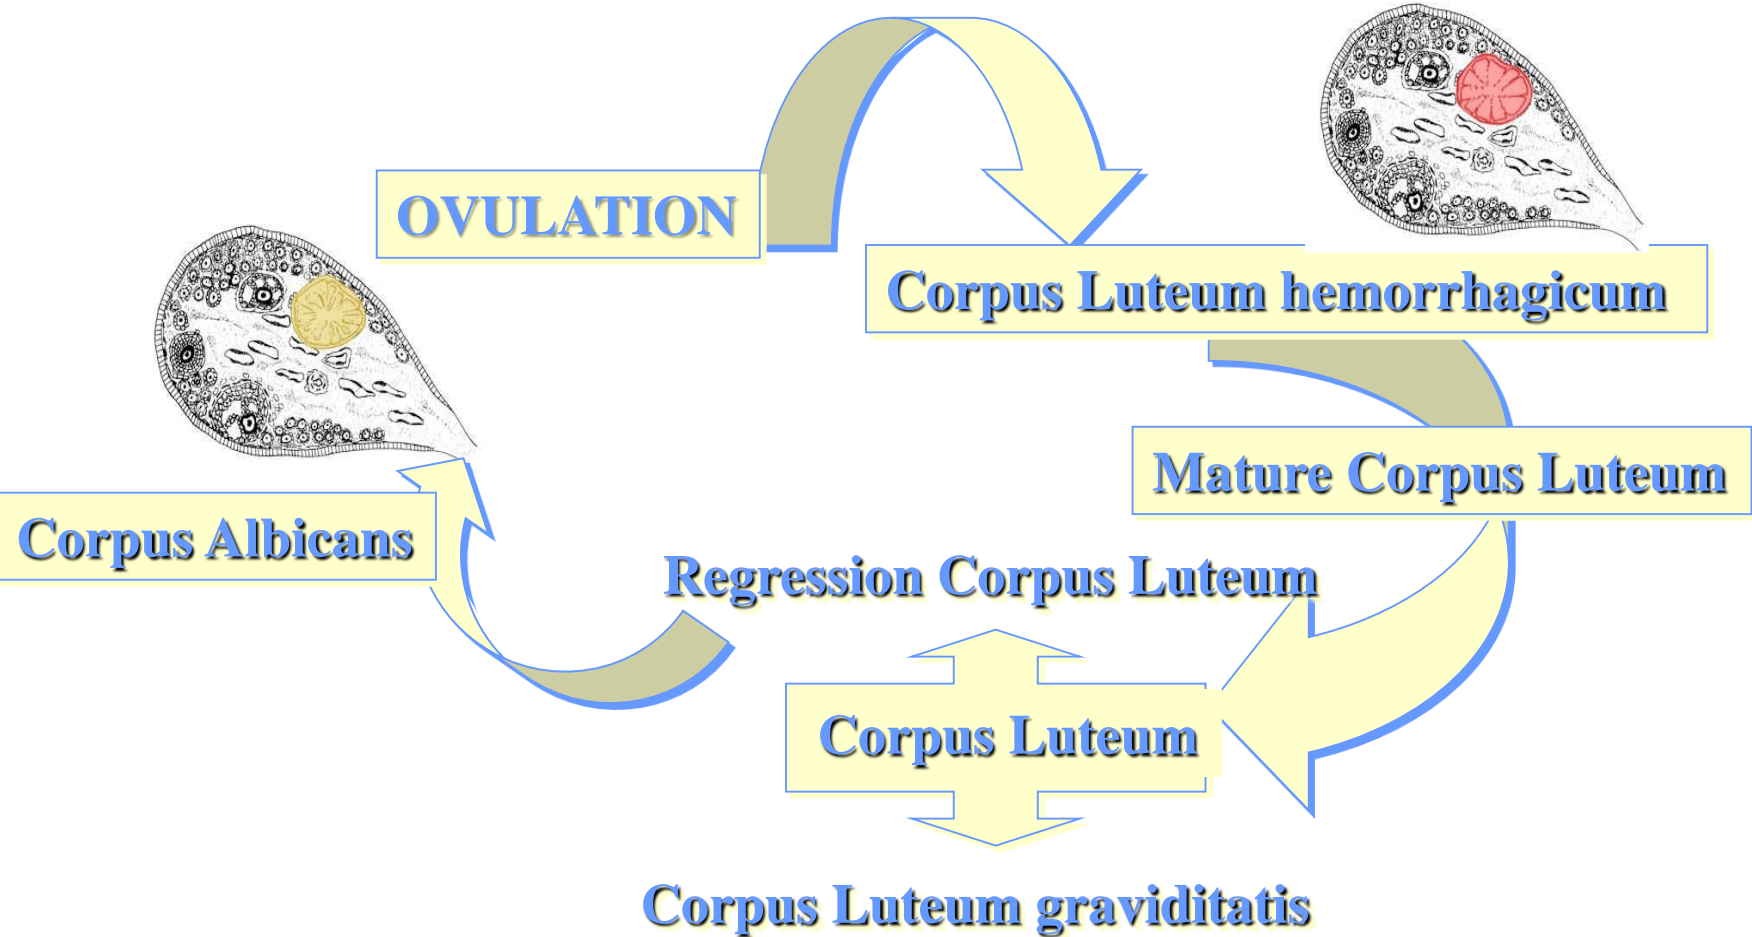 OVULATION
Corpus Luteum hemorrhagicum
Mature Corpus Luteum
Corpus Albicans
Regression Corpus Luteum
Corpus Luteum
Corpus Luteum graviditatis